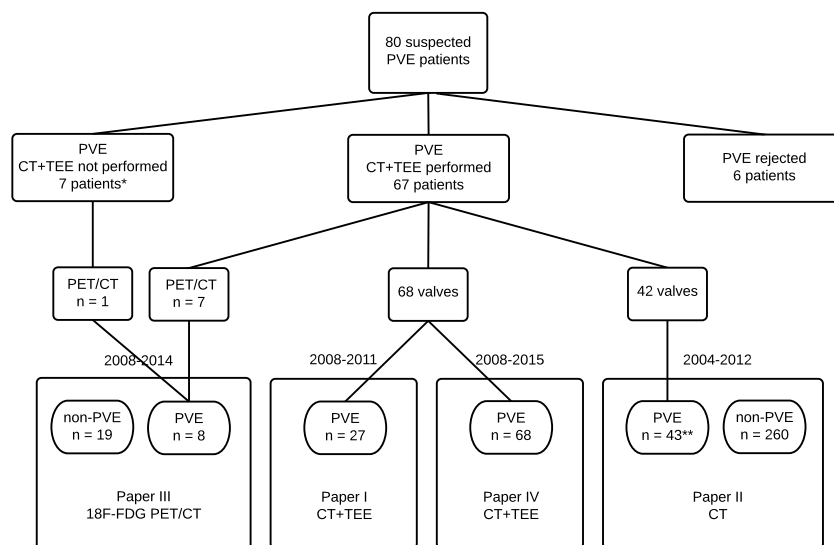 80 suspected
PVE patients
PVE
CT+TEE not performed
7 patients*
PVE
CT+TEE performed
67 patients
PVE rejected
6 patients
PET/CT
n = 1
PET/CT
n = 7
68 valves
42 valves
2008-2014
2008-2011
2008-2015
2004-2012
non-PVE
n = 19
PVE
n = 8
PVE
n = 27
PVE
n = 68
PVE
n = 43**
non-PVE
n = 260
Paper III
18F-FDG PET/CT
Paper I
CT+TEE
Paper IV
CT+TEE
Paper II
CT